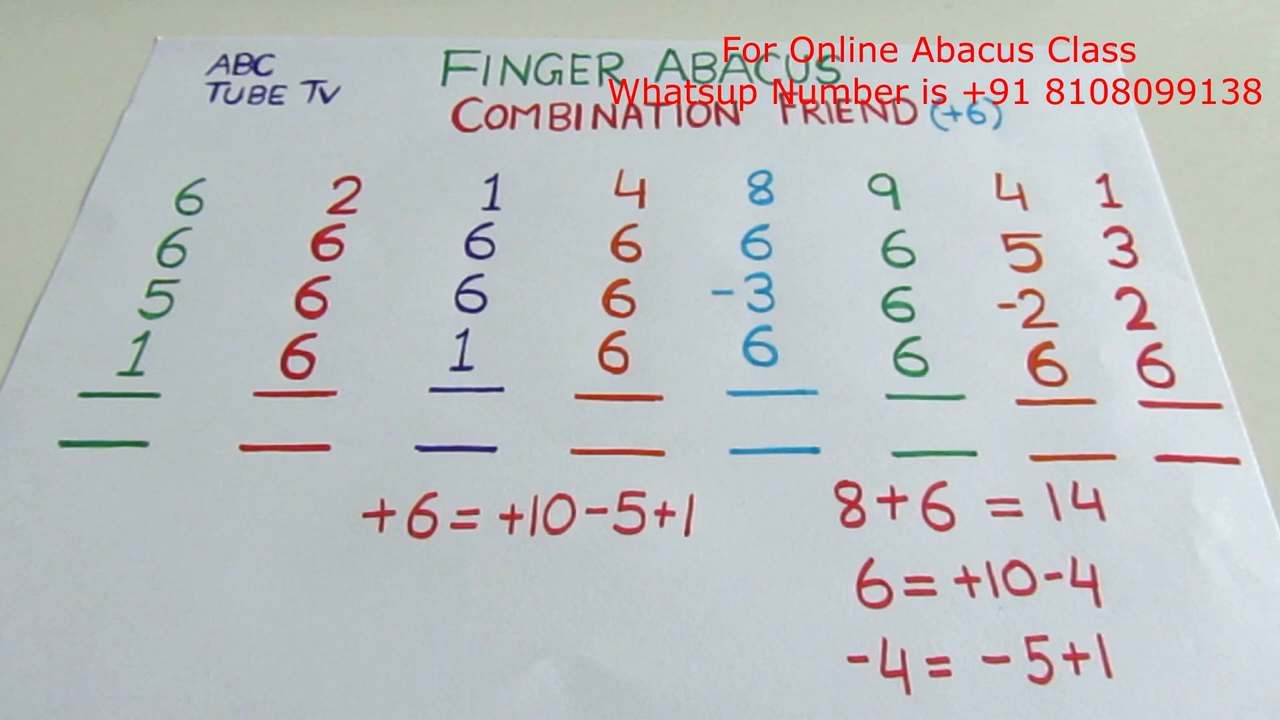 For Online Abacus Class
Whatsup Number is +91 8108099138
ABC
TUBE TV
FINGER ABACUS
COMBINATION FRIEND (+6)
6 2 1 4 8 9 4 1
6 6 6 6 6 6 5 3
5 6 6 6 -3 6 -2 2
1 6 1 6 6 6 6 6
+6=+10-5+1
8+6=14
6=+10-4
-4=-5+1